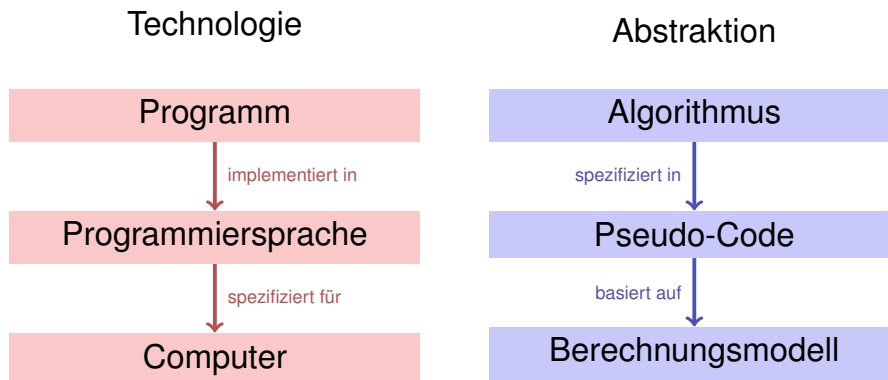 Technologie
Programm
implementiert in
Programmiersprache
spezifiziert für
Computer
Abstraktion
Algorithmus
spezifiziert in
Pseudo-Code
basiert auf
Berechnungsmodell